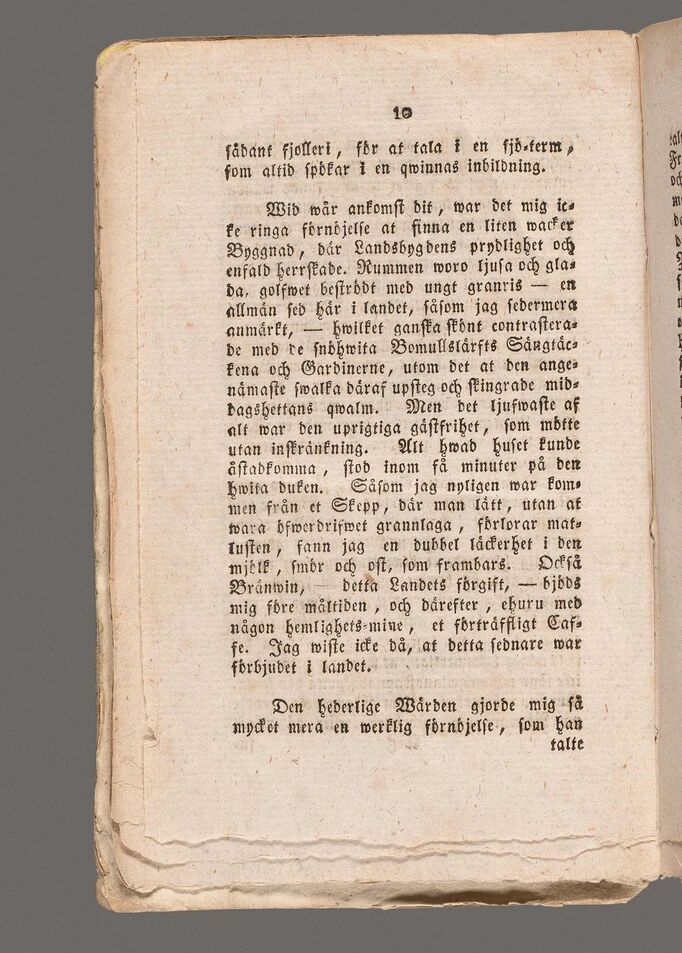 10
sådant fjolleri, för at tala i en sjö-term,
som altid spökar i en qwinnas inbildning.
Wid wår ankomst dit, war det mig ic-
ke ringa förnöjelse at finna en liten wacker
Byggnad, där Landsbygdens prydlighet och
enfald herrskade. Rummen woro ljusa och gla-
da, golfwet beströdt med ungt granris — en
allmän sed här i landet, såsom jag sedermera
anmärkt, — hwilket ganska skönt contrastera-
de med de snöhwita Bomullslärfts Sängtäc-
kena och Gardinerne, utom det at den ange-
nämaste swalka däraf upsteg och skingrade mid-
dagshettans qwalm. Men det ljufwaste af
alt war den uprigtiga gästfrihet, som mötte
utan inskränkning. Alt hwad huset kunde
åstadkomma, stod inom få minuter på den
hwita duken. Såsom jag nyligen war kom-
men från et Skepp, där man lätt, utan at
wara öfwerdrifwet grannlaga, förlorar mat-
lusten, fann jag en dubbel läckerhet i den
mjölk, smör och ost, som frambars. Också
Bränwin, — detta Landets förgift, — bjöds
mig före måltiden, och därefter, ehuru med
någon hemlighets-mine, et förträffligt Caf-
fe. Jag wiste icke då, at detta sednare war
förbjudet i landet.
Den hederlige Wärden gjorde mig så
mycket mera en werklig förnöjelse, som han
talte